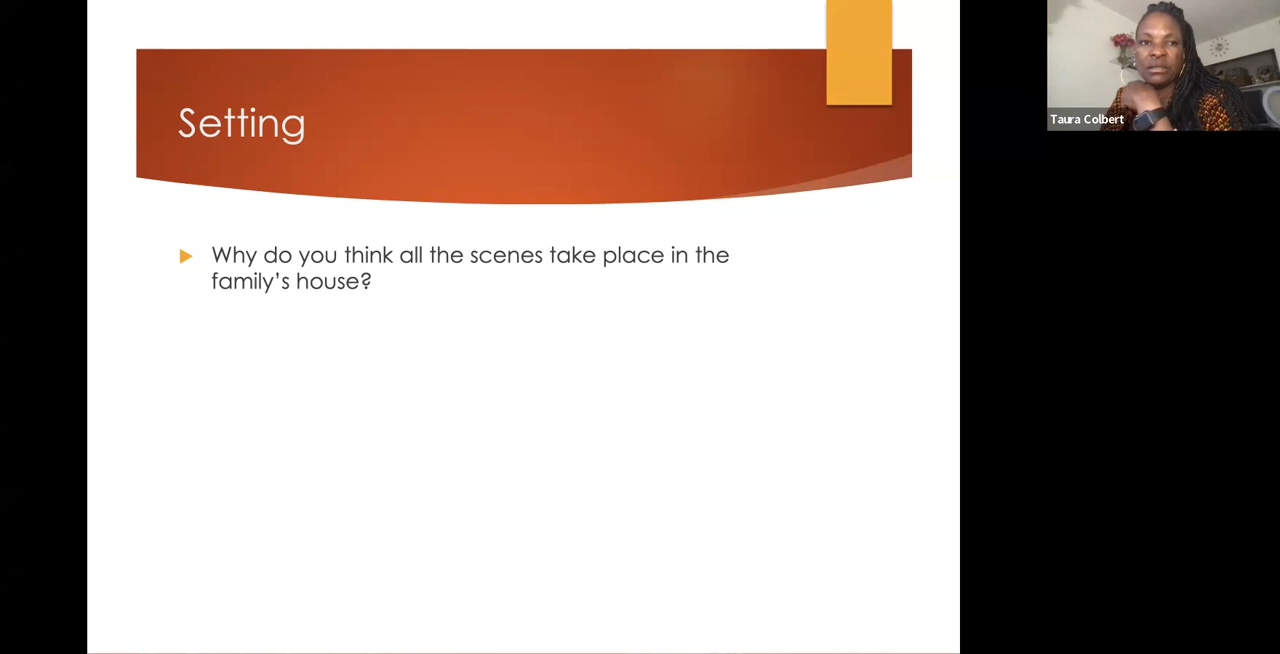 Setting
Why do you think all the scenes take place in the
family’s house?
Taura Colbert